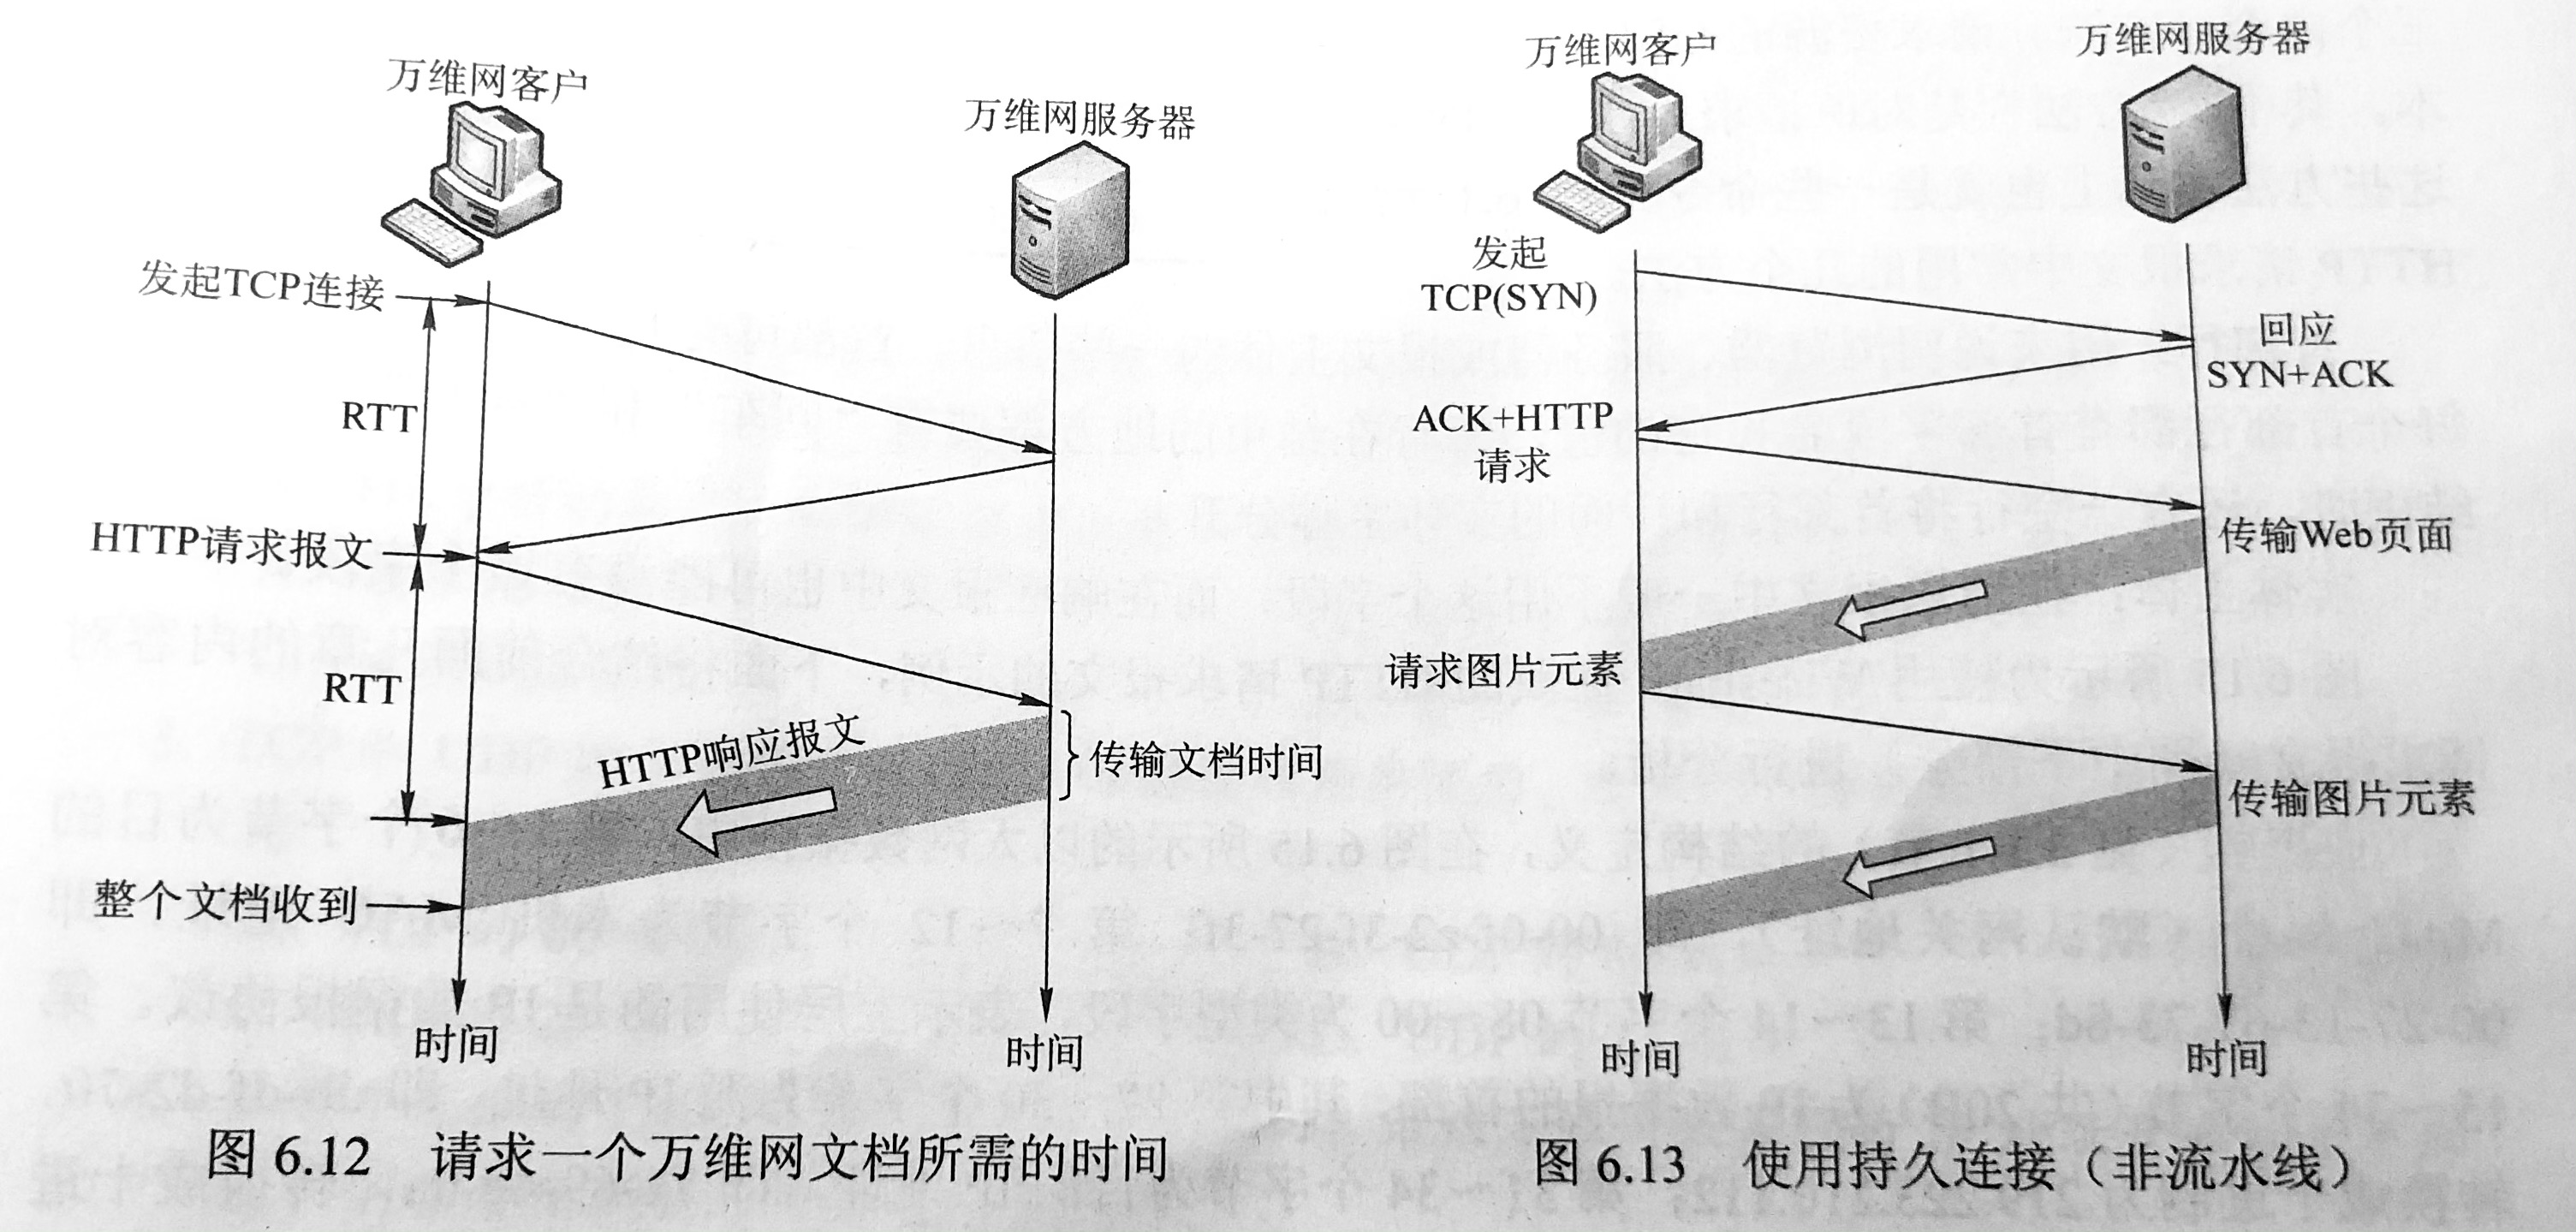 万维网客户
万维网服务器
发起TCP连接
RTT
HTTP请求报文
RTT
HTTP响应报文
传输文档时间
整个文档收到
时间
时间
图 6.12 请求一个万维网文档所需的时间
万维网客户
万维网服务器
发起
TCP(SYN)
回应
SYN+ACK
ACK+HTTP
请求
传输Web页面
请求图片元素
传输图片元素
时间
时间
图 6.13 使用持久连接（非流水线）